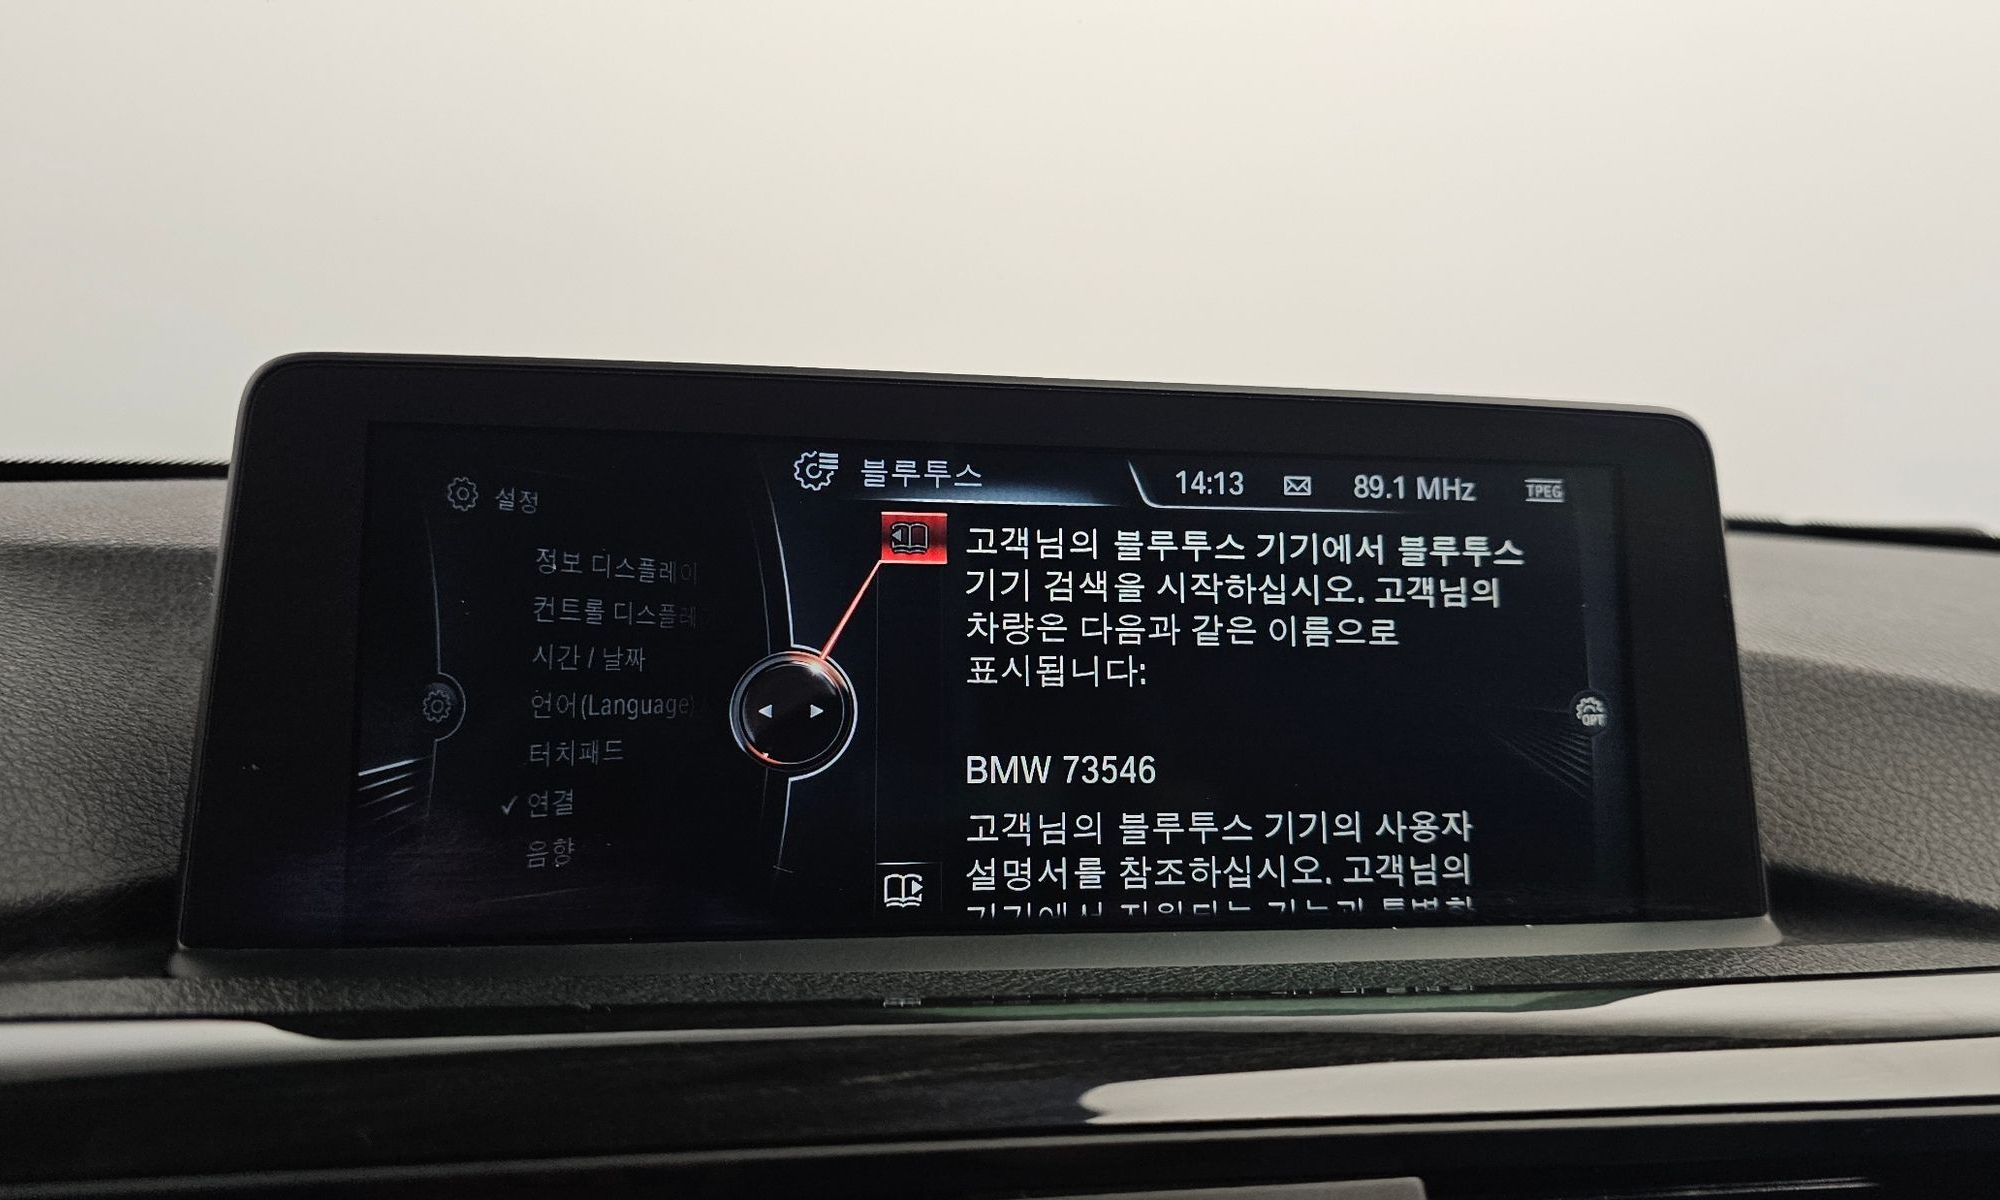 설정
정보 디스플레이
컨트롤 디스플레
시간 / 날짜
언어(Language)
터치패드
✓ 연결
음향
블루투스
14:13
89.1 MHz
TPEG
고객님의 블루투스 기기에서 블루투스
기기 검색을 시작하십시오. 고객님의
차량은 다음과 같은 이름으로
표시됩니다:
BMW 73546
고객님의 블루투스 기기의 사용자
설명서를 참조하십시오. 고객님의
OPT